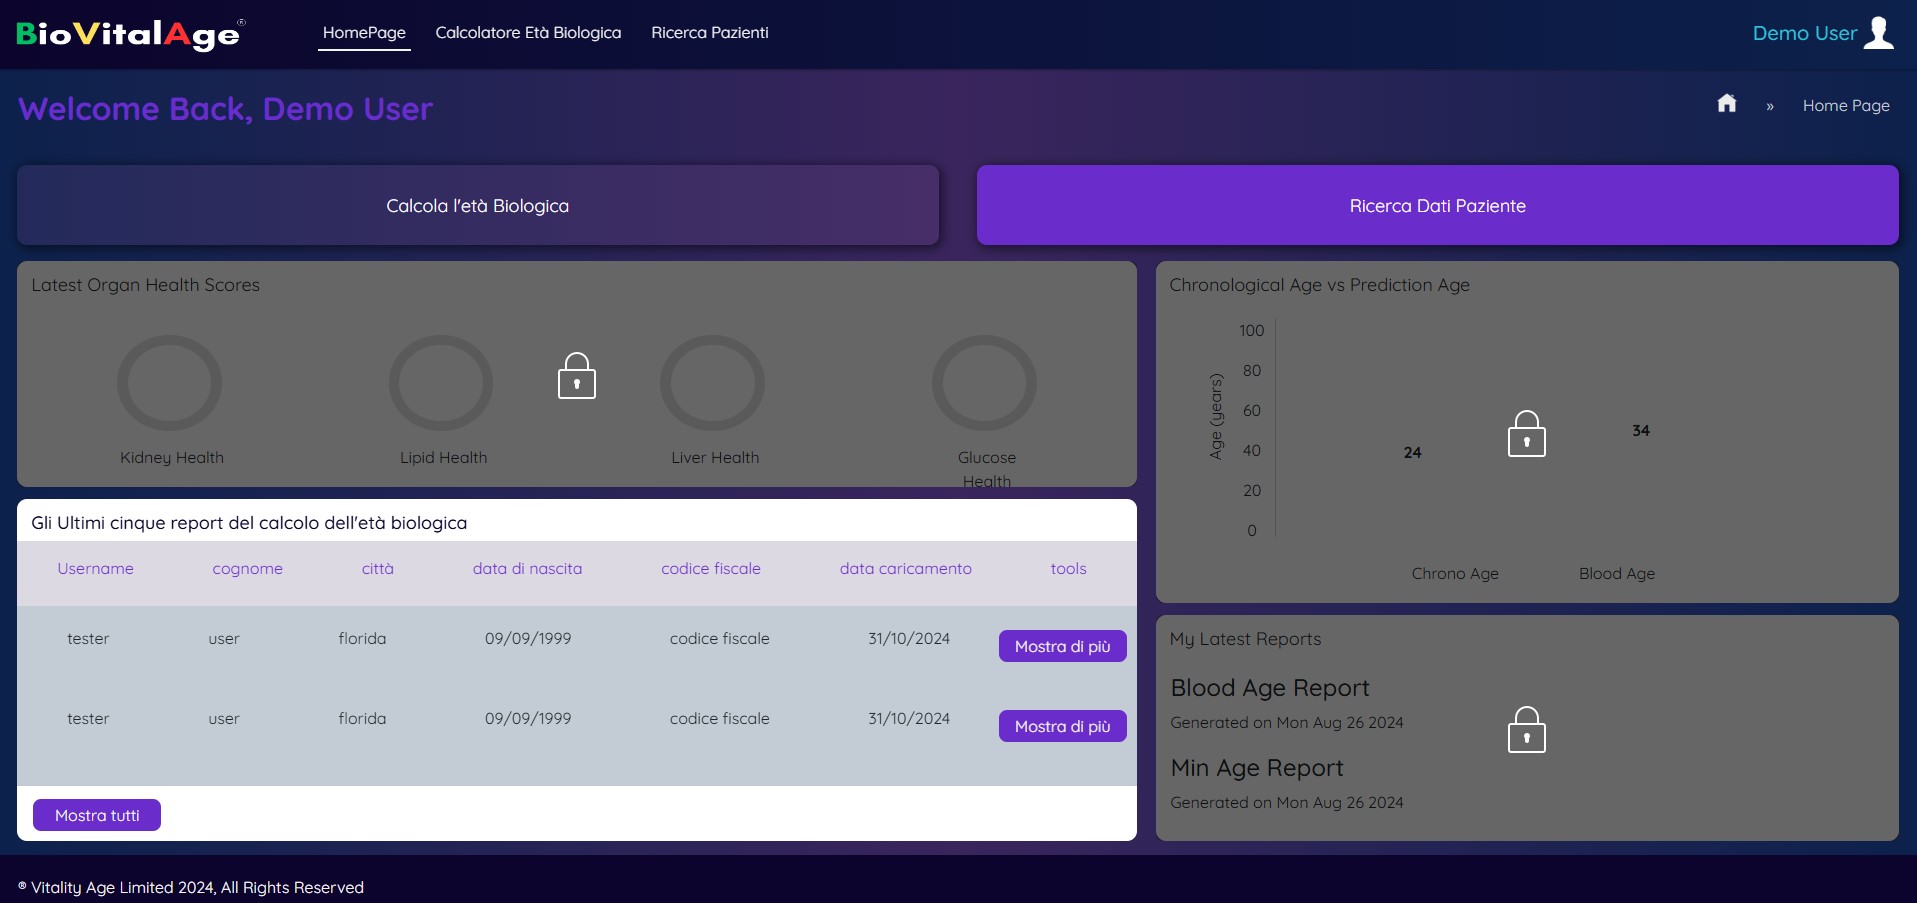 BioVitalAge®
HomePage
Calcolatore Età Biologica
Ricerca Pazienti
Demo User
Welcome Back, Demo User
» Home Page
Calcola l'età Biologica
Ricerca Dati Paziente
Latest Organ Health Scores
Kidney Health
Lipid Health
Liver Health
Glucose
Health
Chronological Age vs Prediction Age
100
80
60
40
20
0
Age (years)
24
34
Chrono Age
Blood Age
Gli Ultimi cinque report del calcolo dell'età biologica
Username cognome città data di nascita codice fiscale data caricamento tools
tester user florida 09/09/1999 codice fiscale 31/10/2024 Mostra di più
tester user florida 09/09/1999 codice fiscale 31/10/2024 Mostra di più
Mostra tutti
My Latest Reports
Blood Age Report
Generated on Mon Aug 26 2024
Min Age Report
Generated on Mon Aug 26 2024
® Vitality Age Limited 2024, All Rights Reserved